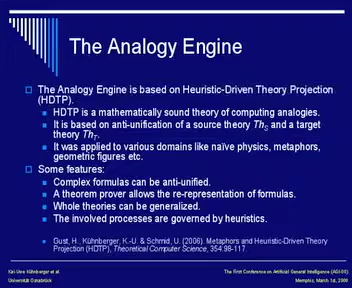 The Analogy Engine
The Analogy Engine is based on Heuristic-Driven Theory Projection
(HDTP).
HDTP is a mathematically sound theory of computing analogies.
It is based on anti-unification of a source theory ThS and a target
theory ThT.
It was applied to various domains like naïve physics, metaphors,
geometric figures etc.
Some features:
Complex formulas can be anti-unified.
A theorem prover allows the re-representation of formulas.
Whole theories can be generalized.
The involved processes are governed by heuristics.
Gust, H., Kühnberger, K.-U. & Schmid, U. (2006). Metaphors and Heuristic-Driven Theory
Projection (HDTP), Theoretical Computer Science, 354:98-117.
Kai-Uwe Kühnberger et al.
The First Conference on Artificial General Intelligence (AGI-08)
Universität Osnabrück
Memphis, March 1st, 2008